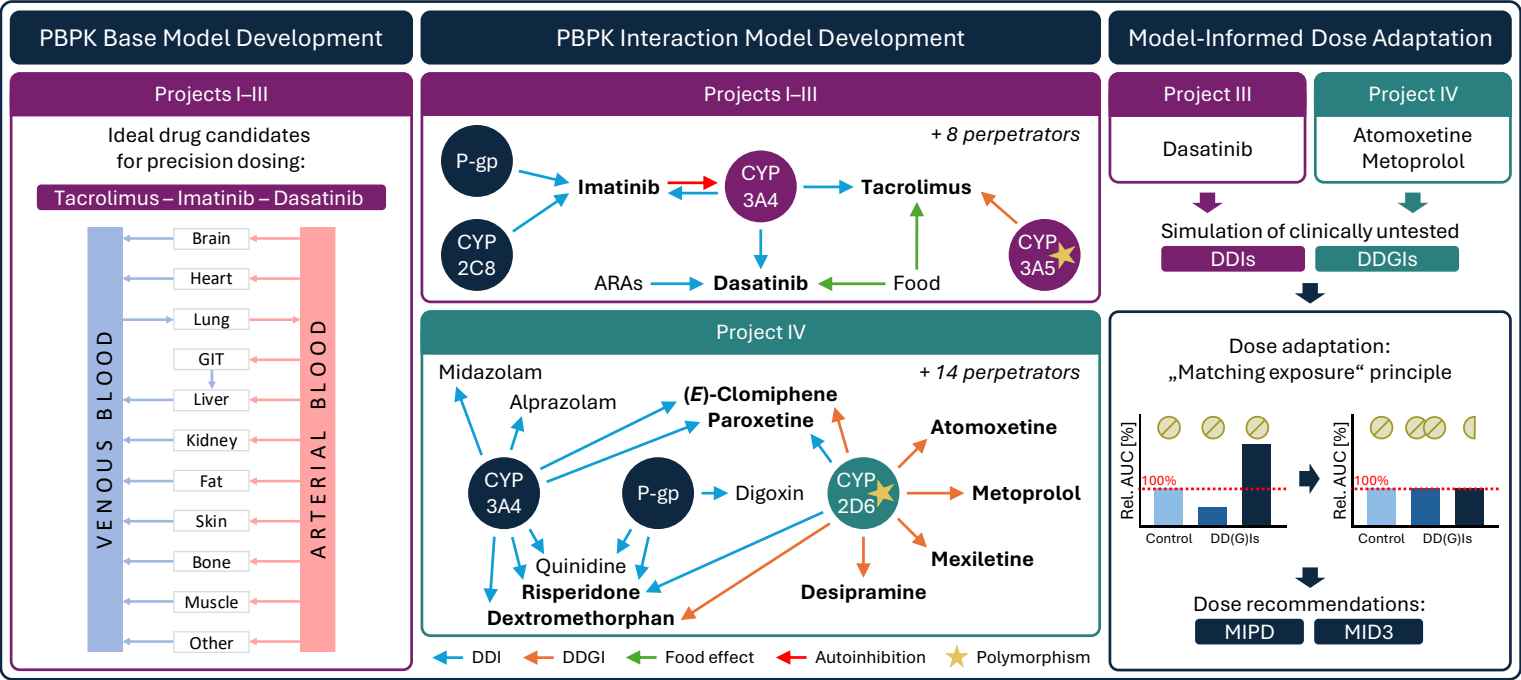 PBPK Base Model Development
Projects I–III
Ideal drug candidates
for precision dosing:
Tacrolimus – Imatinib – Dasatinib
VENOUS BLOOD
Brain
Heart
Lung
GIT
Liver
Kidney
Fat
Skin
Bone
Muscle
Other
ARTERIAL BLOOD
PBPK Interaction Model Development
Projects I–III
+ 8 perpetrators
P-gp
Imatinib
CYP
3A4
Tacrolimus
CYP
2C8
CYP
3A5
ARAs
Dasatinib
Food
Project IV
Midazolam
+ 14 perpetrators
Alprazolam
(E)-Clomiphene
Paroxetine
Atomoxetine
CYP
3A4
P-gp
Digoxin
CYP
2D6
Metoprolol
Quinidine
Mexiletine
Risperidone
Desipramine
Dextromethorphan
DDI
DDGI
Food effect
Autoinhibition
Polymorphism
Model-Informed Dose Adaptation
Project III
Dasatinib
Project IV
Atomoxetine
Metoprolol
Simulation of clinically untested
DDIs
DDGIs
Dose adaptation:
„Matching exposure“ principle
Rel. AUC [%]
100%
Control
DD(G)Is
Rel. AUC [%]
100%
Control
DD(G)Is
Dose recommendations:
MIPD
MID3